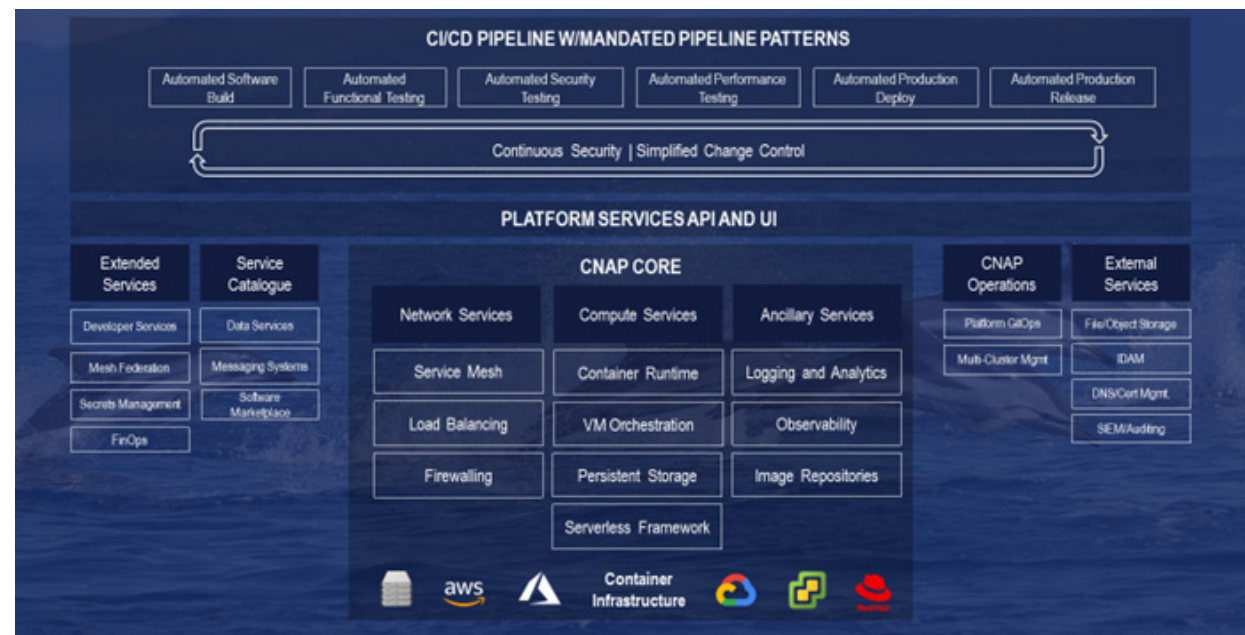 CI/CD PIPELINE W/MANDATED PIPELINE PATTERNS
Automated Software
Build
Automated
Functional Testing
Automated Security
Testing
Automated Performance
Testing
Automated Production
Deploy
Automated Production
Release
Continuous Security | Simplified Change Control
PLATFORM SERVICES API AND UI
Extended
Services
Developer Services
Mesh Federation
Secrets Management
FinOps
Service
Catalogue
Data Services
Messaging Systems
Software
Marketplace
CNAP CORE
Network Services
Service Mesh
Load Balancing
Firewalling
Compute Services
Container Runtime
VM Orchestration
Persistent Storage
Serverless Framework
Ancillary Services
Logging and Analytics
Observability
Image Repositories
aws
Container
Infrastructure
Red Hat
CNAP
Operations
Platform GitOps
Multi-Cluster Mgmt
External
Services
File/Object Storage
IDAM
DNS/Cert Mgmt
SIEM/Auditing